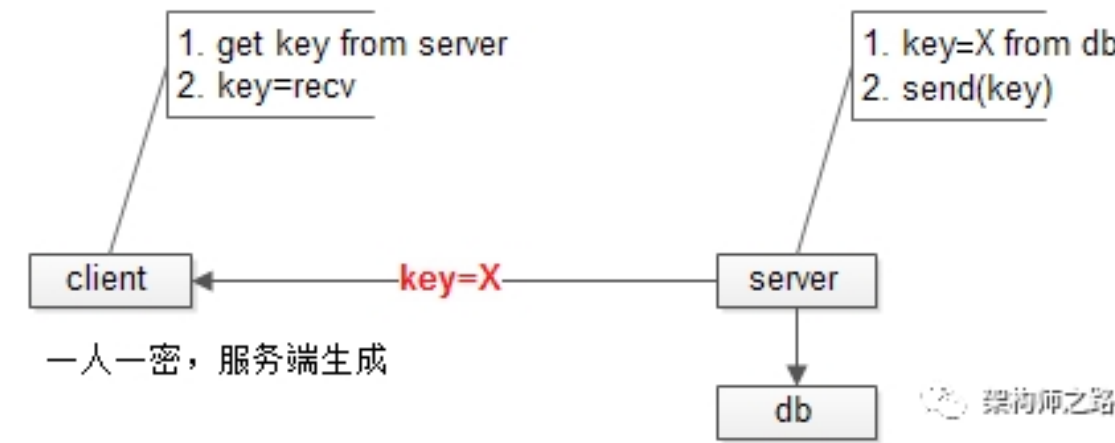 1. get key from server
2. key=recv
1. key=X from db
2. send(key)
client
key=X
server
一人一密，服务端生成
db
架构师之路